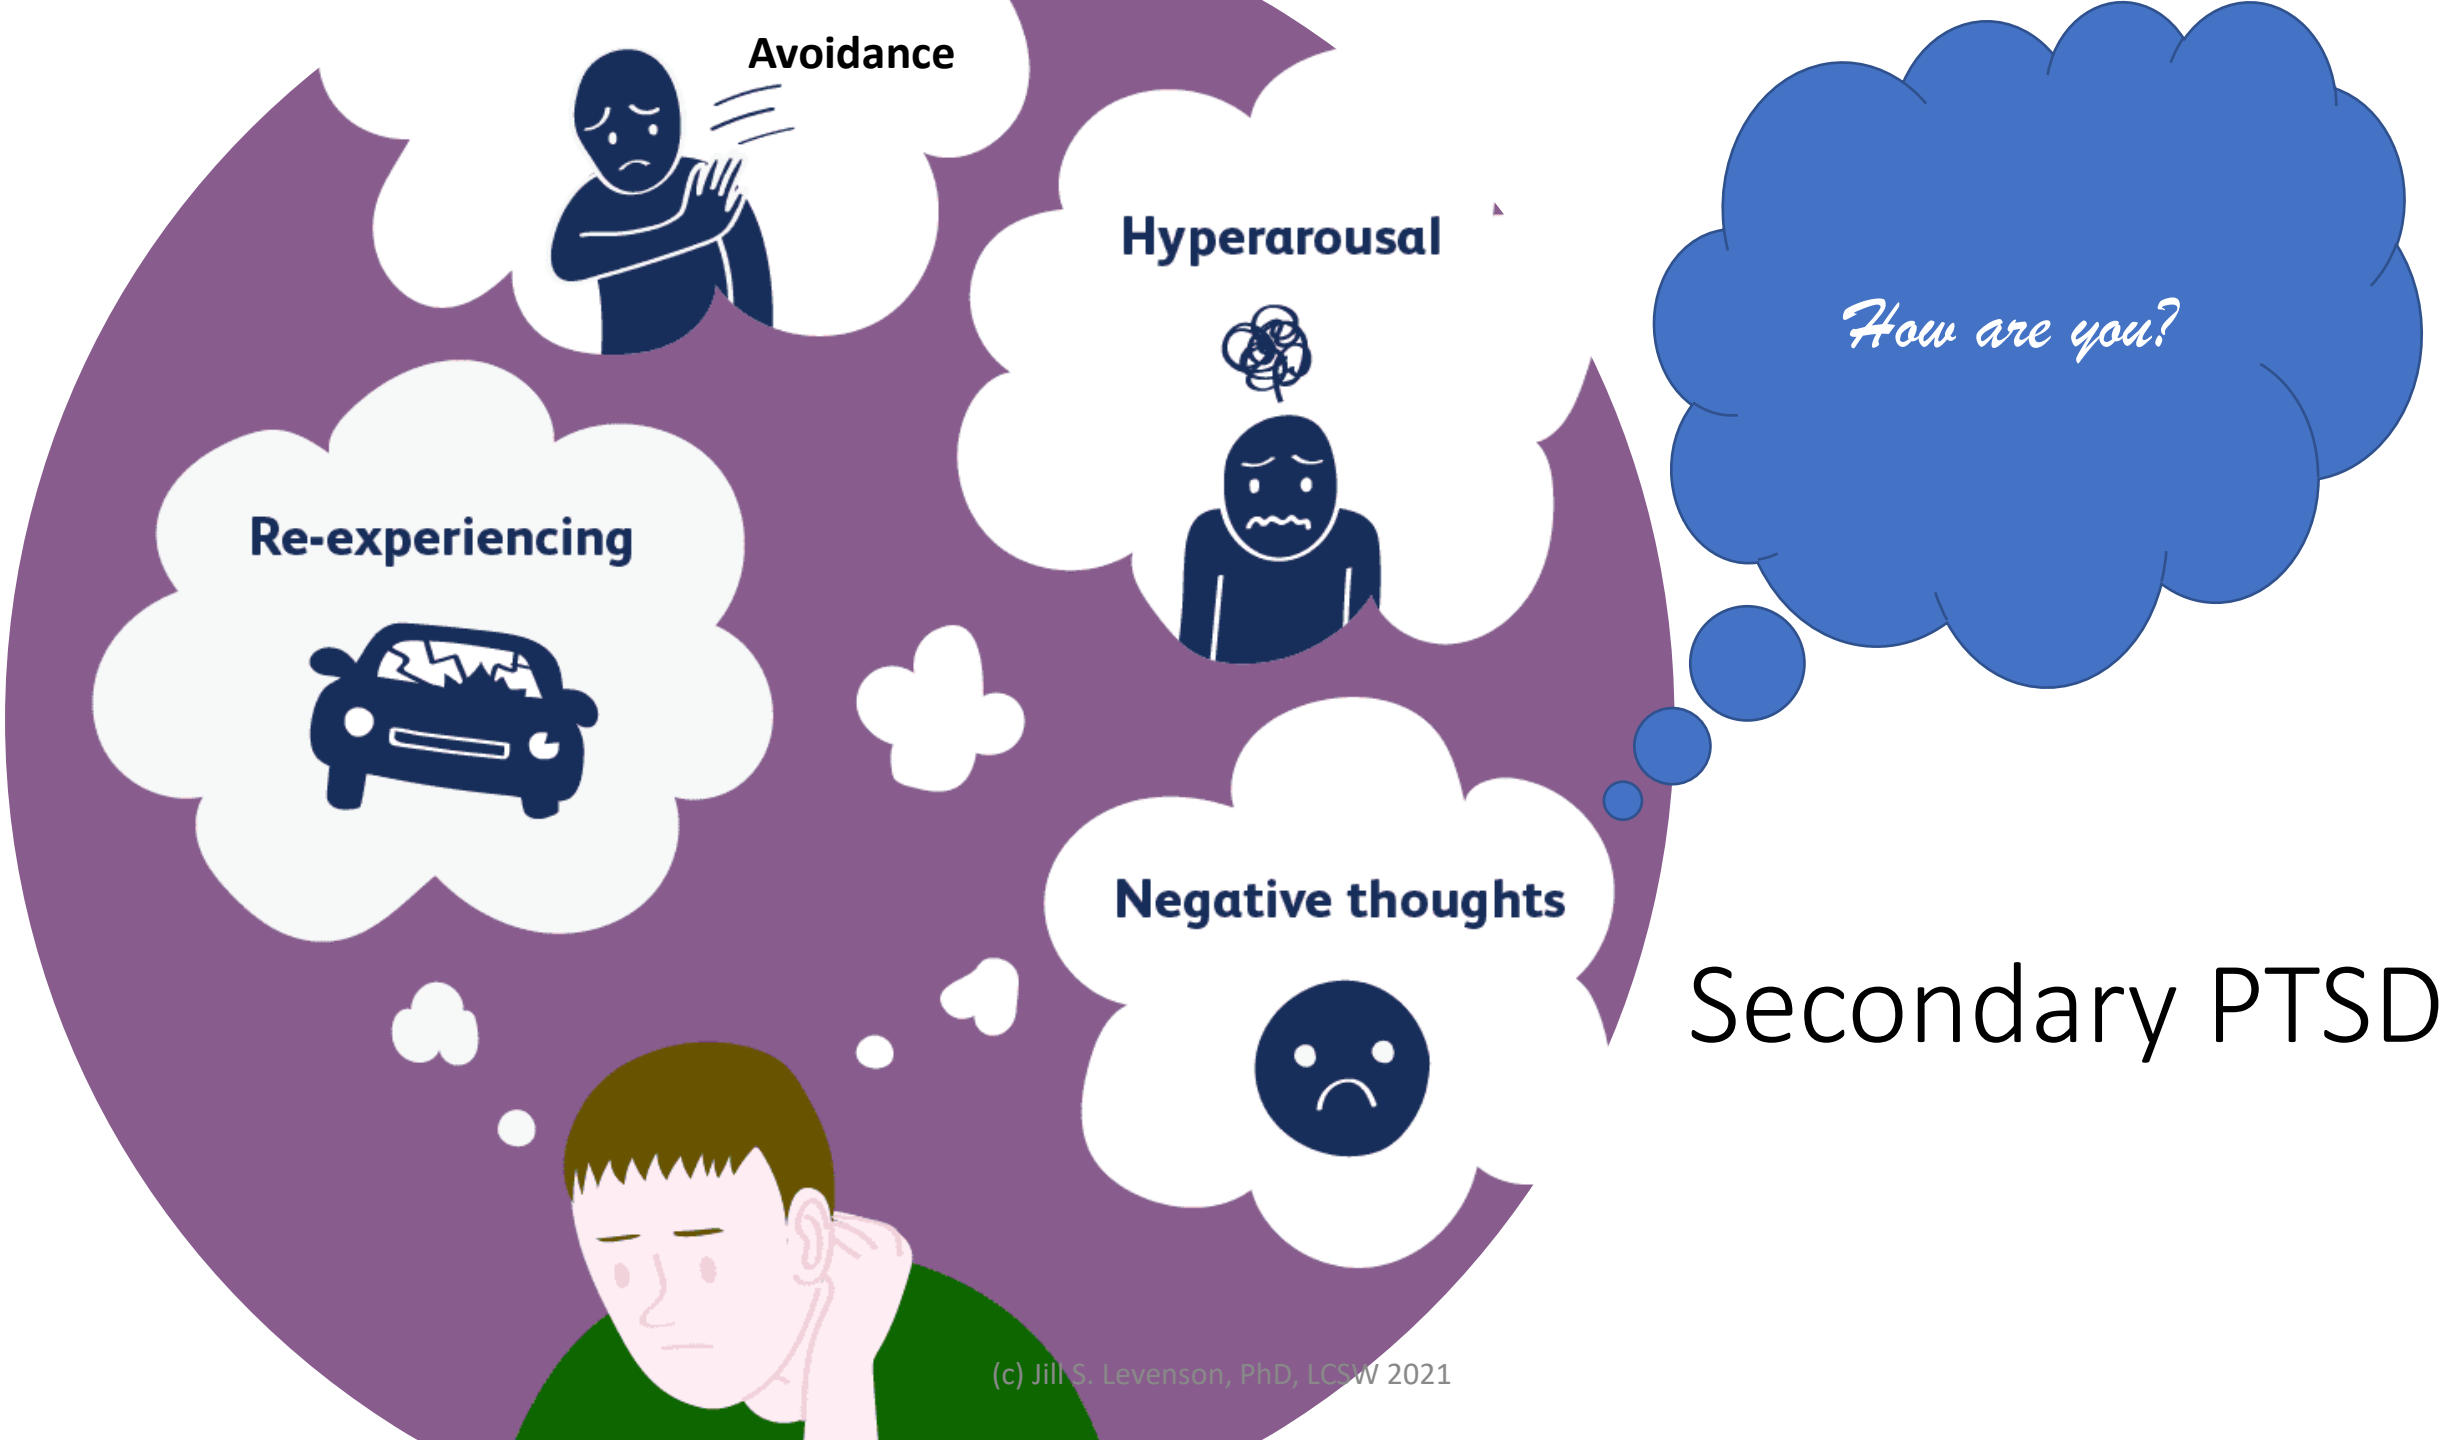 Avoidance
Hyperarousal
How are you?
Re-experiencing
Negative thoughts
Secondary PTSD
(c) Jill S. Levenson, PhD, LCSW 2021